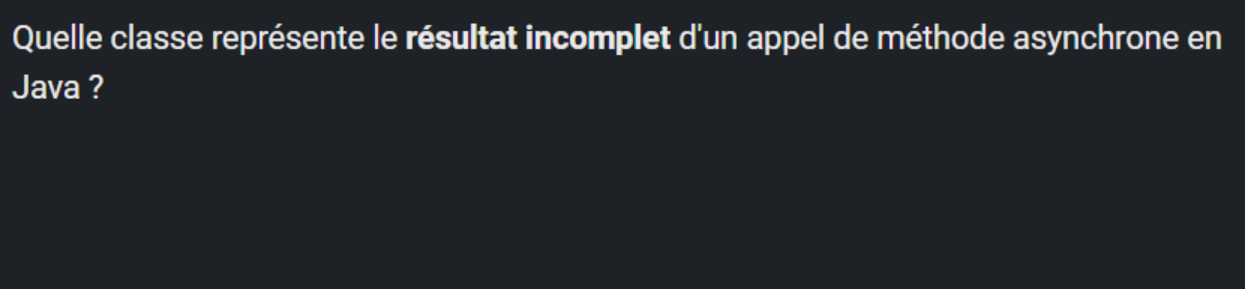 Quelle classe représente le résultat incomplet d'un appel de méthode asynchrone en
Java ?